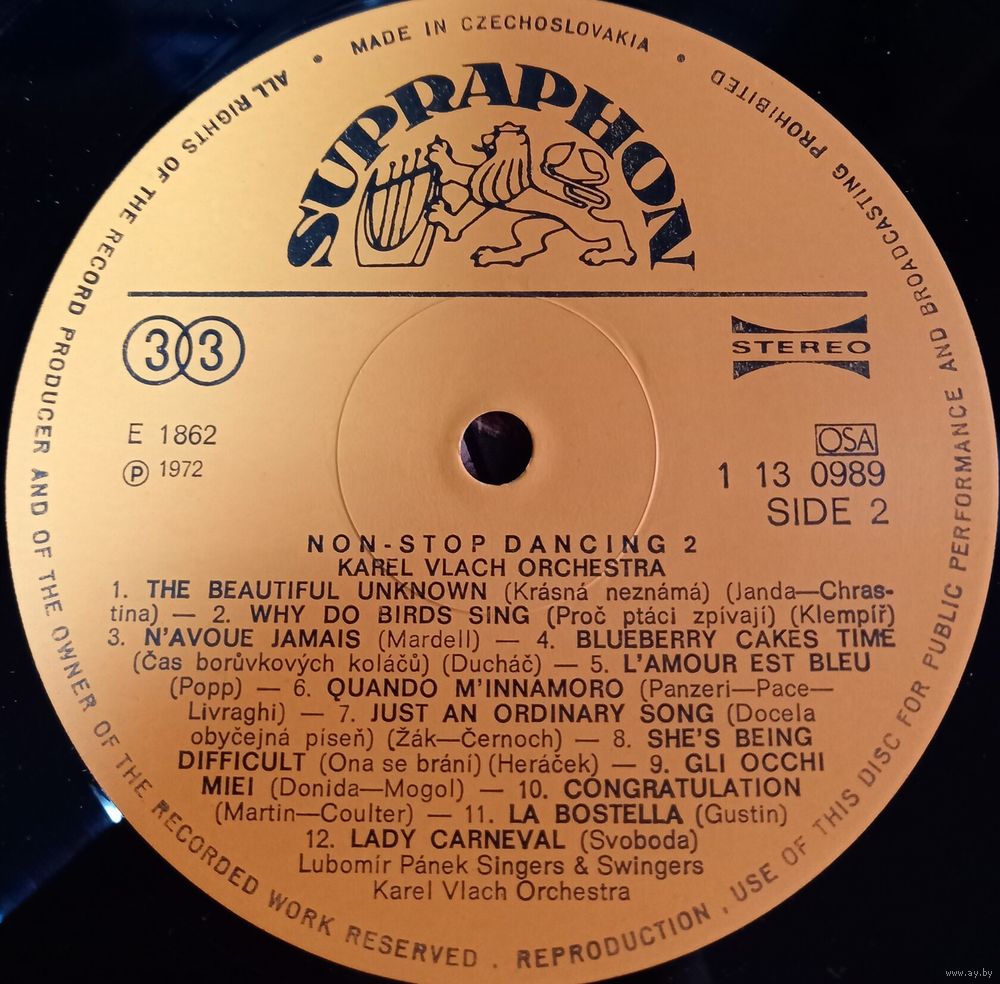 MADE IN CZECHOSLOVAKIA
ALL RIGHTS OF THE RECORD PRODUCER AND OF THE OWNER OF THE RECORDED WORK RESERVED . REPRODUCTION , USE OF THIS DISC FOR PUBLIC PERFORMANCE AND BROADCASTING PROHIBITED
SUPRAPHON
33
STEREO
E 1862
Ⓟ 1972
OSA
1 13 0989
SIDE 2
NON-STOP DANCING 2
KAREL VLACH ORCHESTRA
1. THE BEAUTIFUL UNKNOWN (Krásná neznámá) (Janda—Chras-
tina) — 2. WHY DO BIRDS SING (Proč ptáci zpívají) (Klempíř)
3. N'AVOUE JAMAIS (Mardell) — 4. BLUEBERRY CAKES TIME
(Čas borůvkových koláčů) (Ducháč) — 5. L'AMOUR EST BLEU
(Popp) — 6. QUANDO M'INNAMORO (Panzeri—Pace—
Livraghi) — 7. JUST AN ORDINARY SONG (Docela
obyčejná píseň) (Žák—Černoch) — 8. SHE'S BEING
DIFFICULT (Ona se brání) (Heráček) — 9. GLI OCCHI
MIEI (Donida—Mogol) — 10. CONGRATULATION
(Martin—Coulter) — 11. LA BOSTELLA (Gustin)
12. LADY CARNEVAL (Svoboda)
Lubomír Pánek Singers & Swingers
Karel Vlach Orchestra
www.ay.by